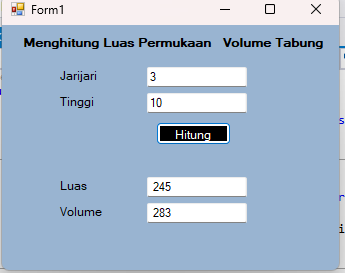 Form1
Menghitung Luas Permukaan Volume Tabung
Jarijari 3
Tinggi 10
Hitung
Luas 245
Volume 283